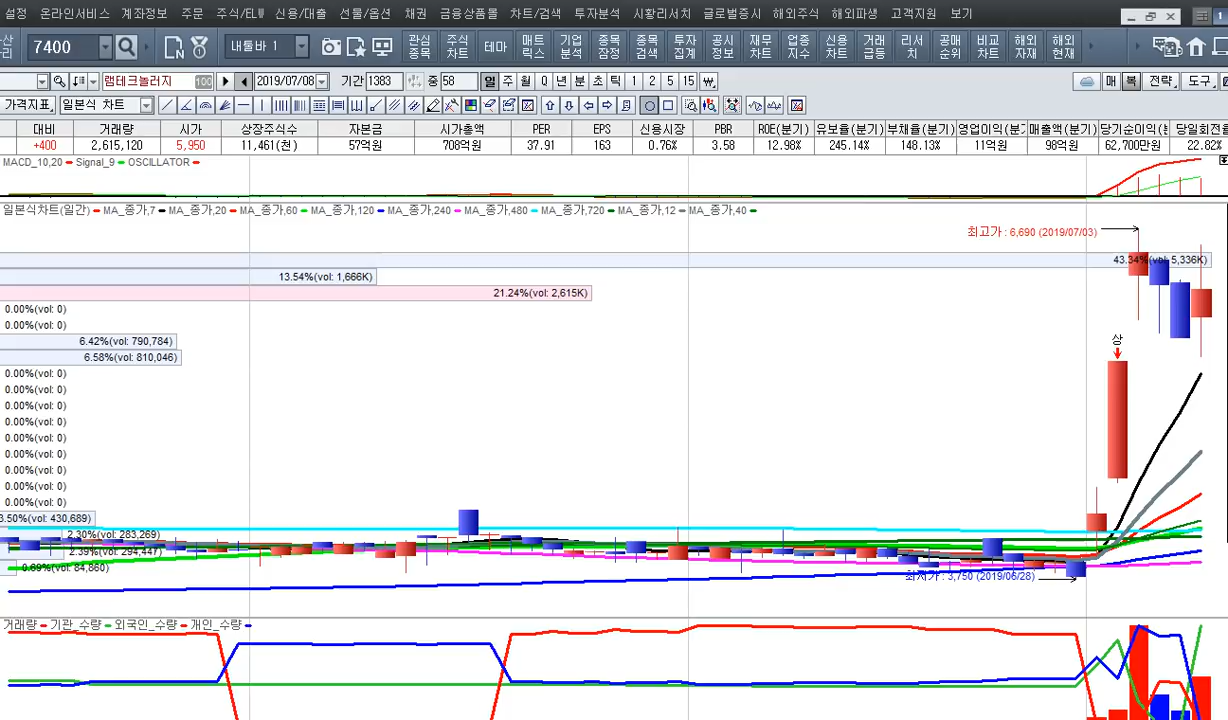 설정 온라인서비스 계좌정보 주문 주식/ELW 신용/대출 선물/옵션 채권 금융상품몰 차트/검색 투자분석 시황리서치 글로벌증시 해외주식 해외파생 고객지원 보기
7400 내툴바 1 관심종목 주식차트 테마 매트릭스 기업분석 종목잠정 종목검색 투자집계 공시정보 재무차트 업종지수 신용차트 거래급등 리서치 공매순위 비교차트 해외자재 해외현재
램테크놀러지 100 2019/07/08 기간 1383 중 58 일 주 월 Q 년 분 초 틱 1 2 5 15 매 복 전략 도구
가격지표 일본식 차트
대비 거래량 시가 상장주식수 자본금 시가총액 PER EPS 신용시장 PBR ROE(분기) 유보율(분기) 부채율(분기) 영업이익(분기 매출액(분기) 당기순이익(분 당일회전율
+400 2,615,120 5,950 11,461(천) 57억원 708억원 37.91 163 0.76% 3.58 12.98% 245.14% 148.13% 11억원 98억원 62,700만원 22.82%
MACD_10,20 Signal_9 OSCILLATOR
일본식차트(일간) MA_종가,7 MA_종가,20 MA_종가,60 MA_종가,120 MA_종가,240 MA_종가,480 MA_종가,720 MA_종가,12 MA_종가,40
최고가 : 6,690 (2019/07/03)
43.34%(vol: 5,336K)
13.54%(vol: 1,666K)
21.24%(vol: 2,615K)
0.00%(vol: 0)
0.00%(vol: 0)
6.42%(vol: 790,784)
상
6.58%(vol: 810,046)
0.00%(vol: 0)
0.00%(vol: 0)
0.00%(vol: 0)
0.00%(vol: 0)
0.00%(vol: 0)
0.00%(vol: 0)
0.00%(vol: 0)
0.00%(vol: 0)
0.00%(vol: 0)
3.50%(vol: 430,689)
2.30%(vol: 283,269)
2.39%(vol: 294,447)
0.69%(vol: 84,860)
최저가 : 3,750 (2019/06/28)
거래량 기관_수량 외국인_수량 개인_수량